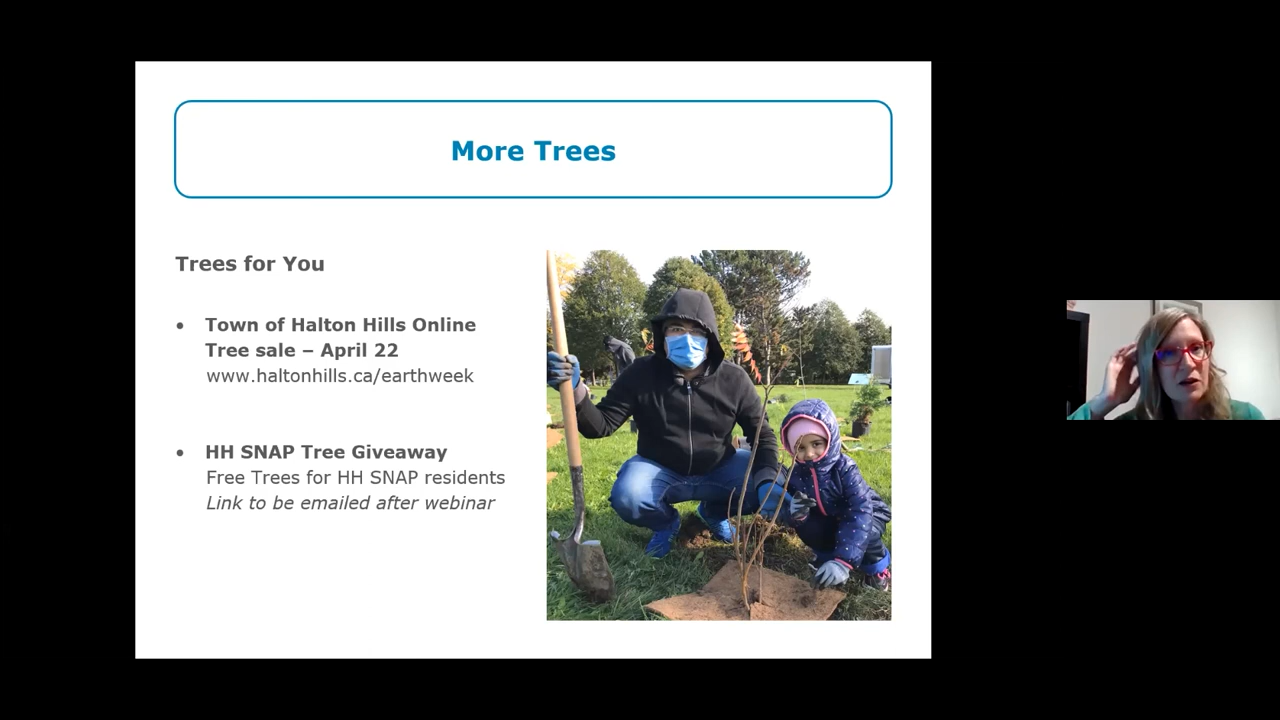 More Trees
Trees for You
• Town of Halton Hills Online
Tree sale – April 22
www.haltonhills.ca/earthweek
• HH SNAP Tree Giveaway
Free Trees for HH SNAP residents
Link to be emailed after webinar